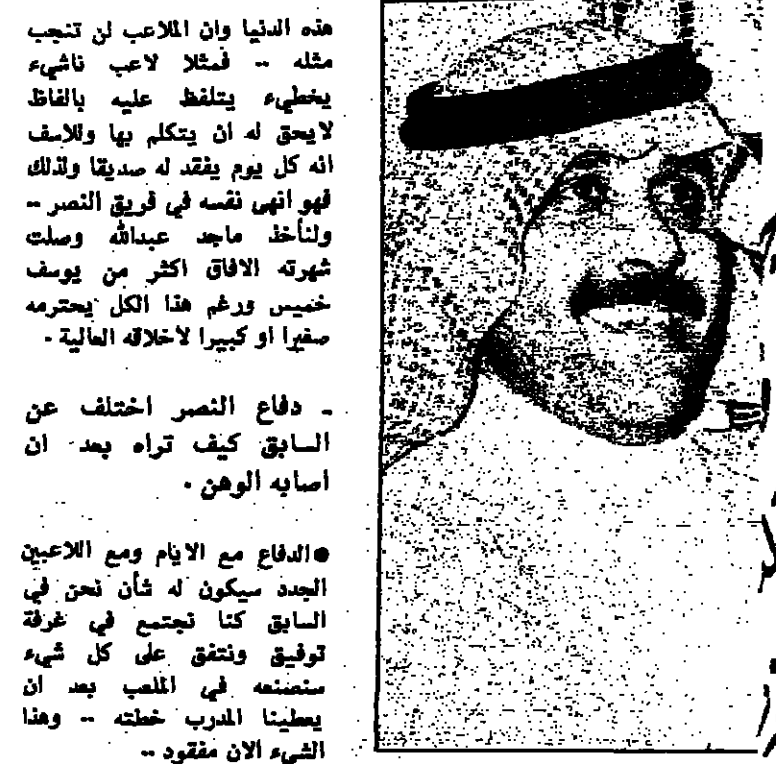 هذه الدنيا وان الملاعب لن تنجب
مثله .. فمثلا لاعب ناشيء
يخطيء يتلفظ عليه بالفاظ
لايحق له ان يتكلم بها وللاسف
انه كل يوم يفقد له صديقا ولذلك
فهو انهى نفسه في فريق النصر ..
ولنأخذ ماجد عبدالله وصلت
شهرته الافاق اكثر من يوسف
خميس ورغم هذا الكل يحترمه
صغيرا او كبيرا لأخلاقه العالية .
- دفاع النصر اختلف عن
السابق كيف تراه بعد ان
اصابه الوهن .
● الدفاع مع الايام ومع اللاعبين
الجدد سيكون له شأن نحن في
السابق كنا نجتمع في غرفة
توفيق ونتفق على كل شيء
سنصنعه في الملعب بعد ان
يعطينا المدرب خطته .. وهذا
الشيء الان مفقود ..